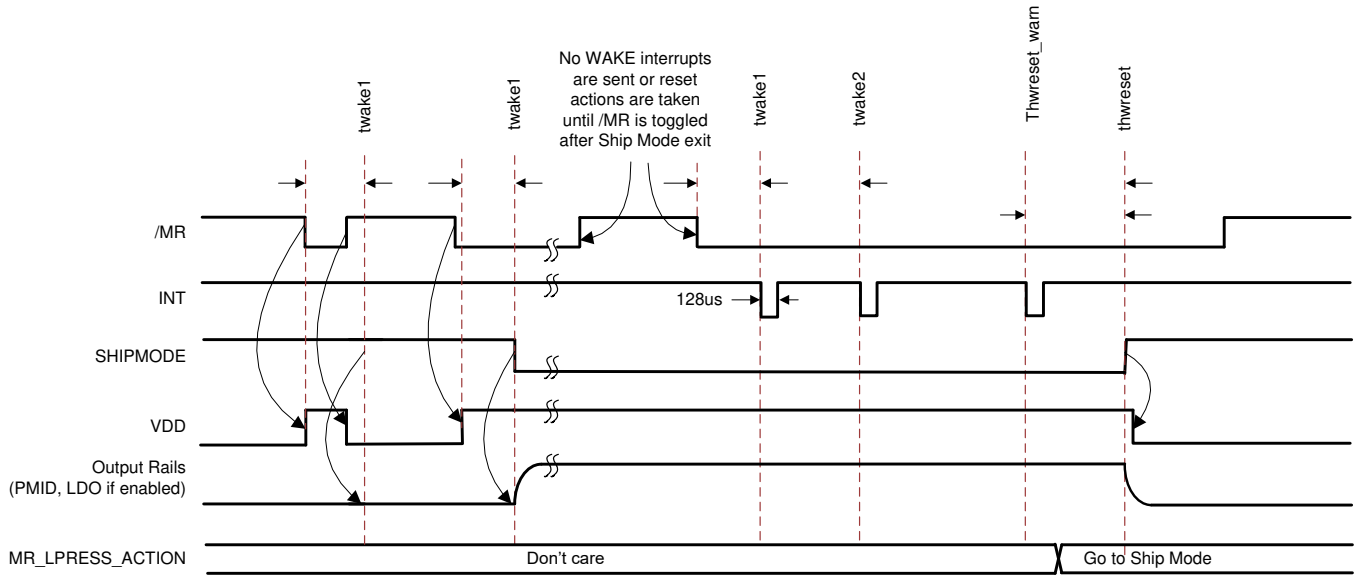 twake1
twake1
No WAKE interrupts
are sent or reset
actions are taken
until /MR is toggled
after Ship Mode exit
twake1
twake2
Thwreset_warn
thwreset
/MR
INT
128us
SHIPMODE
VDD
Output Rails
(PMID, LDO if enabled)
MR_LPRESS_ACTION
Don't care
Go to Ship Mode